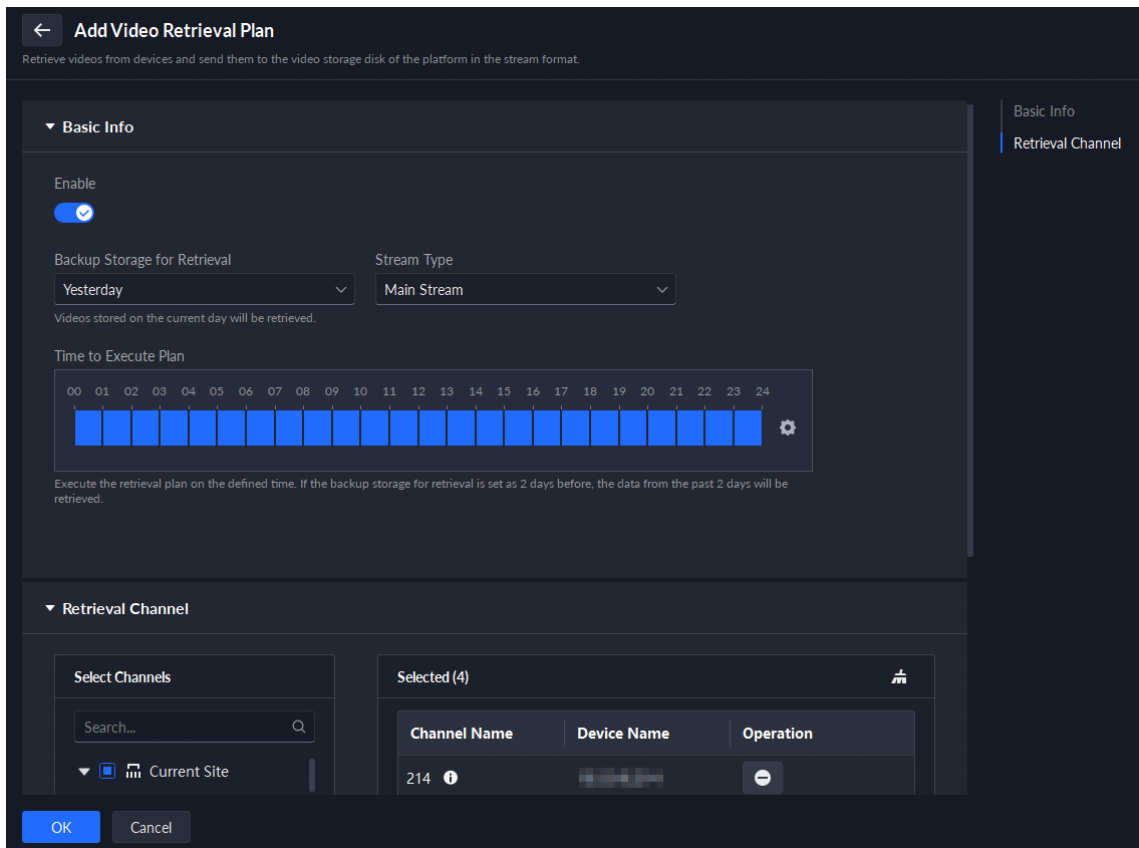 Add Video Retrieval Plan
Retrieve videos from devices and send them to the video storage disk of the platform in the stream format.
Basic Info
Retrieval Channel
Basic Info
Enable
Backup Storage for Retrieval
Stream Type
Yesterday
Main Stream
Videos stored on the current day will be retrieved.
Time to Execute Plan
00 01 02 03 04 05 06 07 08 09 10 11 12 13 14 15 16 17 18 19 20 21 22 23 24
Execute the retrieval plan on the defined time. If the backup storage for retrieval is set as 2 days before, the data from the past 2 days will be
retrieved.
Retrieval Channel
Select Channels
Selected (4)
Search...
Channel Name Device Name Operation
Current Site
214
OK Cancel